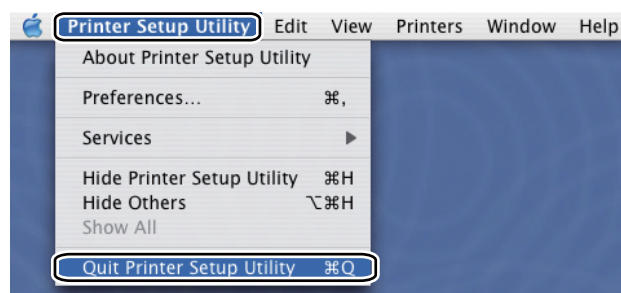 Printer Setup Utility Edit View Printers Window Help
About Printer Setup Utility
Preferences... ⌘,
Services ▶
Hide Printer Setup Utility ⌘H
Hide Others ⌥⌘H
Show All
Quit Printer Setup Utility ⌘Q